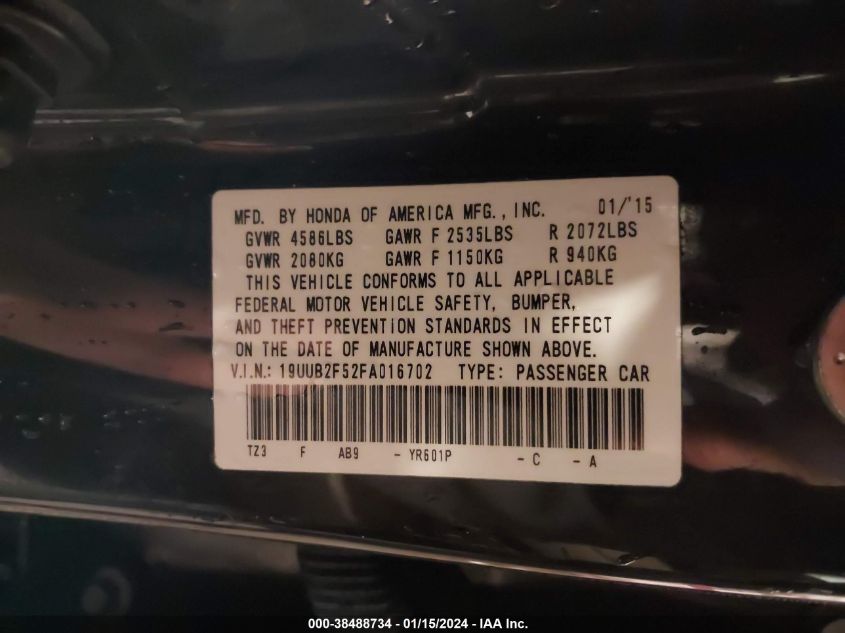 MFD. BY HONDA OF AMERICA MFG., INC. 01/'15
GVWR 4586LBS GAWR F 2535LBS R 2072LBS
GVWR 2080KG GAWR F 1150KG R 940KG
THIS VEHICLE CONFORMS TO ALL APPLICABLE
FEDERAL MOTOR VEHICLE SAFETY, BUMPER,
AND THEFT PREVENTION STANDARDS IN EFFECT
ON THE DATE OF MANUFACTURE SHOWN ABOVE.
V.I.N.: 19UUB2F52FA016702 TYPE: PASSENGER CAR
TZ3 F AB9 - YR601P - C - A
000-38488734 - 01/15/2024 - IAA Inc.